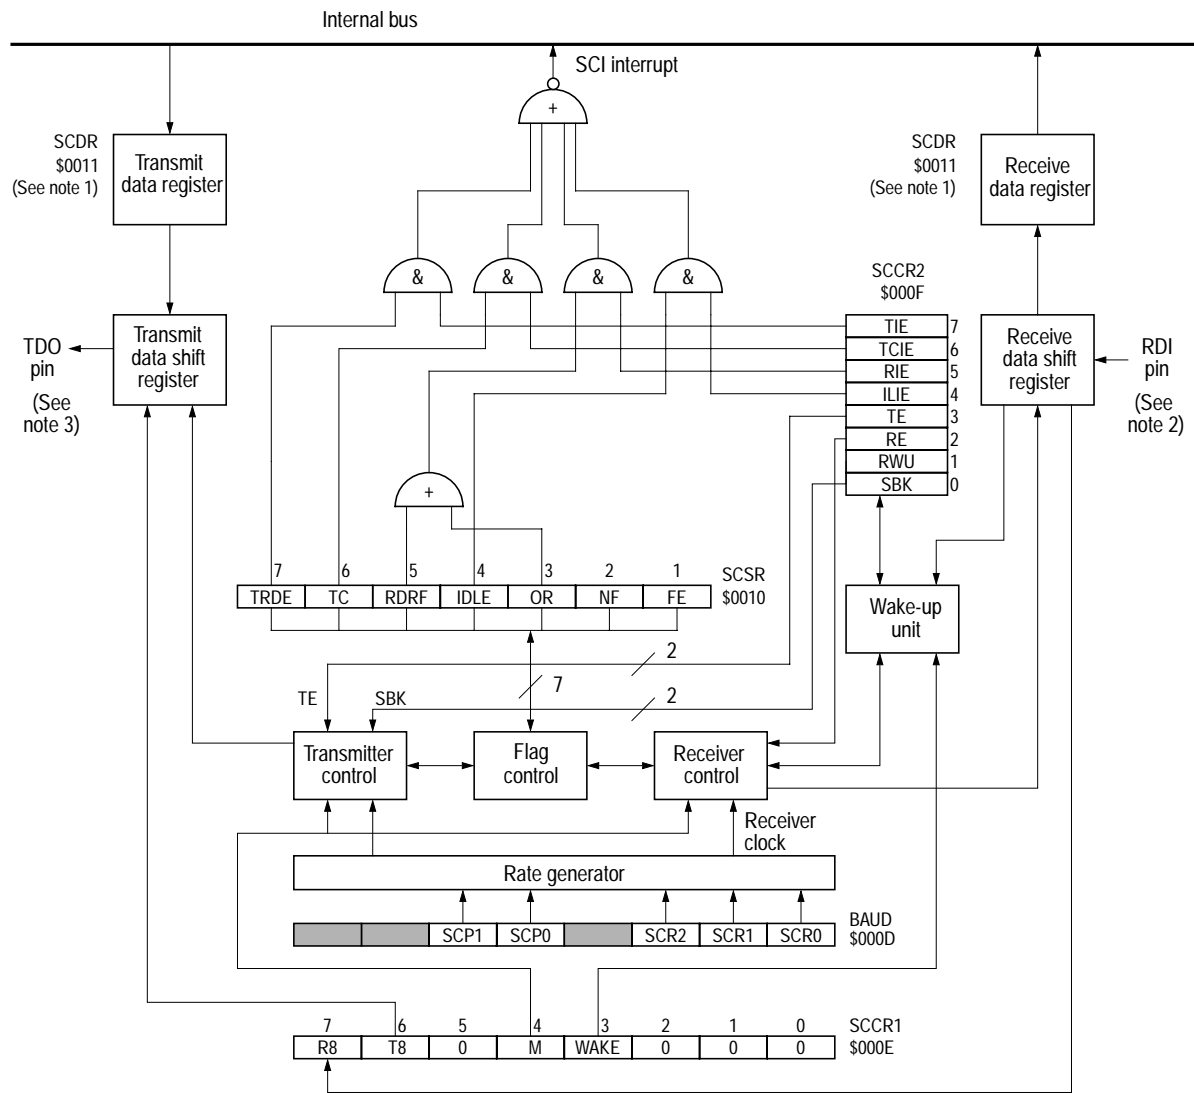 Internal bus
SCI interrupt
+
SCDR
$0011
(See note 1)
Transmit
data register
SCDR
$0011
(See note 1)
Receive
data register
&
&
&
&
SCCR2
$000F
TDO
pin
(See
note 3)
Transmit
data shift
register
TIE 7
TCIE 6
RIE 5
ILIE 4
TE 3
RE 2
RWU 1
SBK 0
Receive
data shift
register
RDI
pin
(See
note 2)
+
7 6 5 4 3 2 1
TRDE TC RDRF IDLE OR NF FE
SCSR
$0010
Wake-up
unit
2
7
2
TE
SBK
Transmitter
control
Flag
control
Receiver
control
Receiver
clock
Rate generator
SCP1 SCP0 SCR2 SCR1 SCR0
BAUD
$000D
7 6 5 4 3 2 1 0
R8 T8 0 M WAKE 0 0 0
SCCR1
$000E